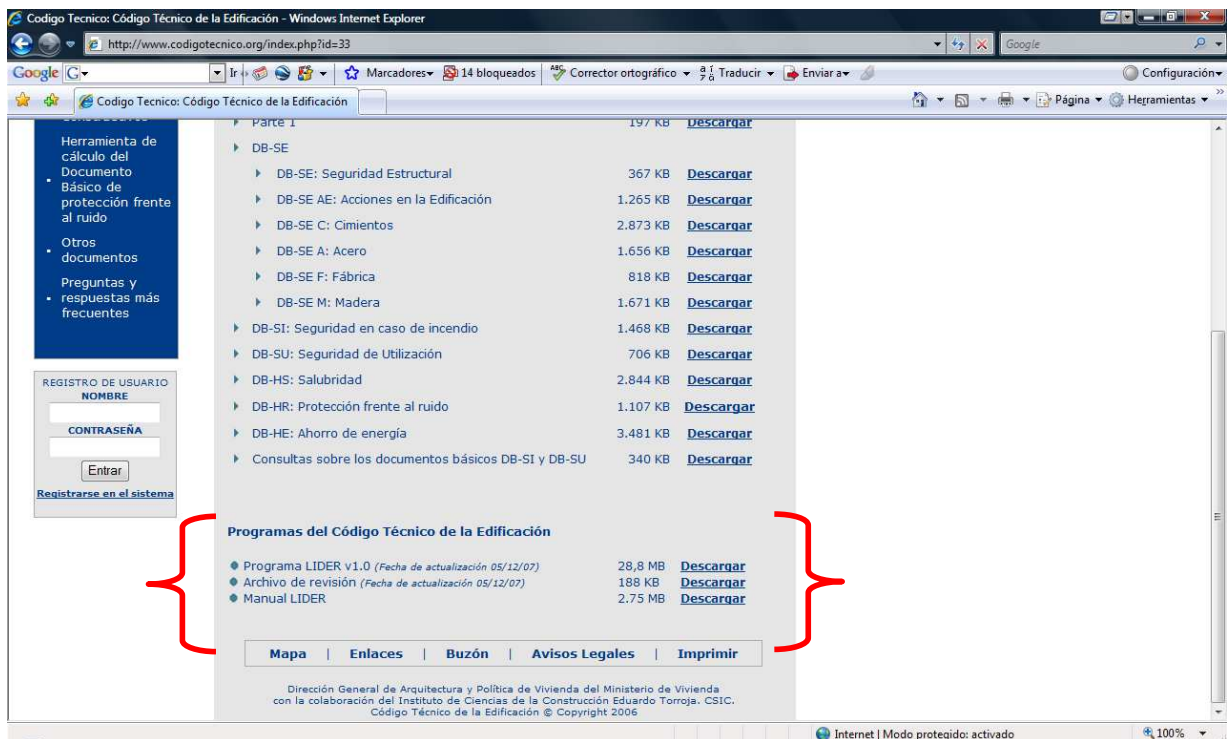 Codigo Tecnico: Código Técnico de la Edificación - Windows Internet Explorer
http://www.codigotecnico.org/index.php?id=33
Google
Google G
Ir
Marcadores
14 bloqueados
ABC Corrector ortográfico
Traducir
Enviar a
Configuración
Codigo Tecnico: Código Técnico de la Edificación
Página
Herramientas
Herramienta de
cálculo del
Documento
Básico de
protección frente
al ruido
Otros
documentos
Preguntas y
respuestas más
frecuentes
REGISTRO DE USUARIO
NOMBRE
CONTRASEÑA
Entrar
Registrarse en el sistema
Parte I 197 KB Descargar
DB-SE
DB-SE: Seguridad Estructural 367 KB Descargar
DB-SE AE: Acciones en la Edificación 1.265 KB Descargar
DB-SE C: Cimientos 2.873 KB Descargar
DB-SE A: Acero 1.656 KB Descargar
DB-SE F: Fábrica 818 KB Descargar
DB-SE M: Madera 1.671 KB Descargar
DB-SI: Seguridad en caso de incendio 1.468 KB Descargar
DB-SU: Seguridad de Utilización 706 KB Descargar
DB-HS: Salubridad 2.844 KB Descargar
DB-HR: Protección frente al ruido 1.107 KB Descargar
DB-HE: Ahorro de energía 3.481 KB Descargar
Consultas sobre los documentos básicos DB-SI y DB-SU 340 KB Descargar
Programas del Código Técnico de la Edificación
Programa LIDER v1.0 (Fecha de actualización 05/12/07) 28,8 MB Descargar
Archivo de revisión (Fecha de actualización 05/12/07) 188 KB Descargar
Manual LIDER 2.75 MB Descargar
Mapa | Enlaces | Buzón | Avisos Legales | Imprimir
Dirección General de Arquitectura y Política de Vivienda del Ministerio de Vivienda
con la colaboración del Instituto de Ciencias de la Construcción Eduardo Torroja. CSIC.
Código Técnico de la Edificación © Copyright 2006
Internet | Modo protegido: activado
100%